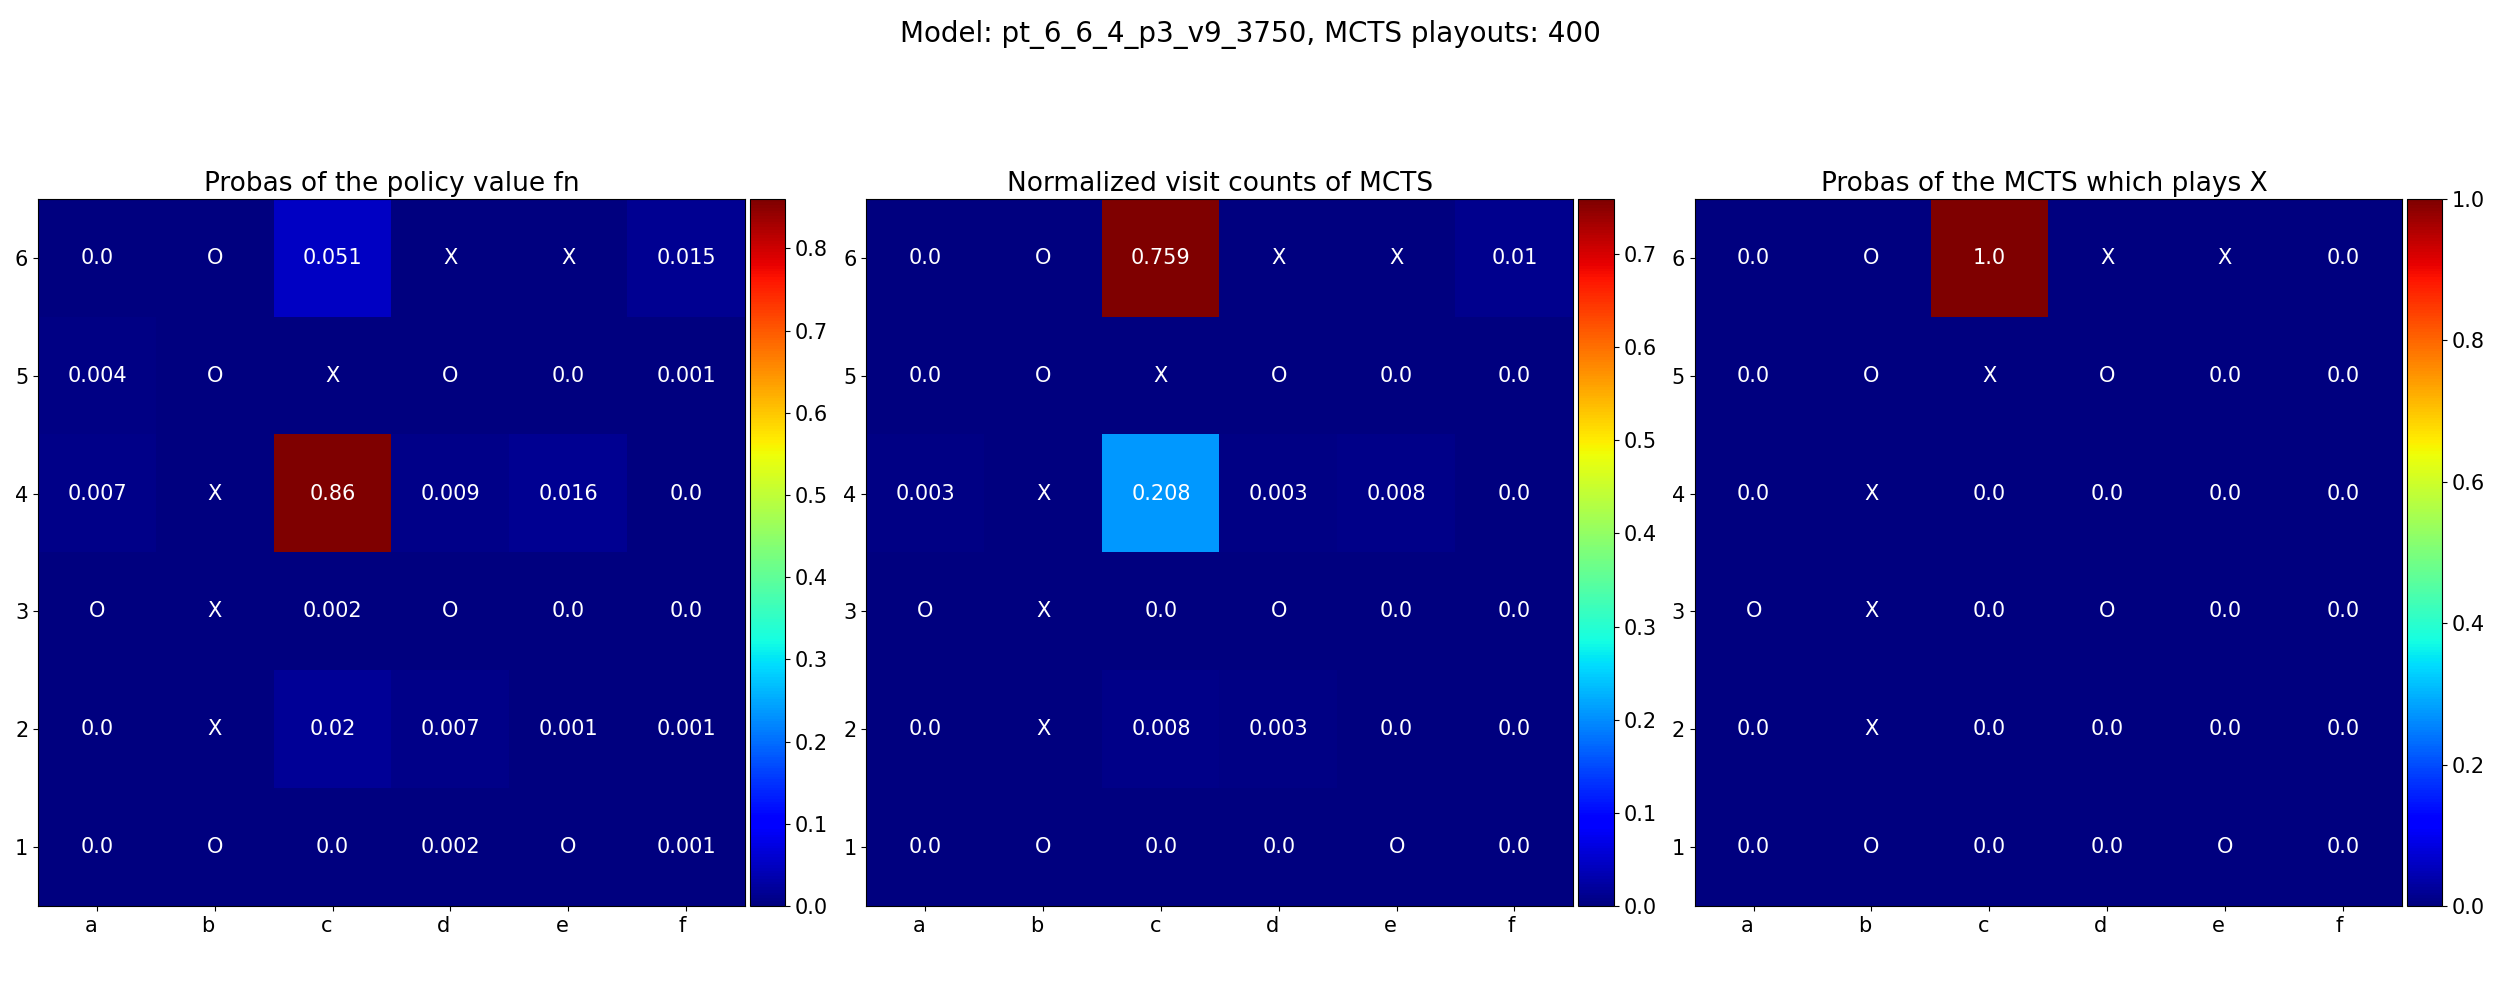 Model: pt_6_6_4_p3_v9_3750, MCTS playouts: 400
Probas of the policy value fn
6 0.0 O 0.051 X X 0.015
5 0.004 O X O 0.0 0.001
4 0.007 X 0.86 0.009 0.016 0.0
3 O X 0.002 O 0.0 0.0
2 0.0 X 0.02 0.007 0.001 0.001
1 0.0 O 0.0 0.002 O 0.001
a b c d e f
0.8
0.7
0.6
0.5
0.4
0.3
0.2
0.1
0.0
Normalized visit counts of MCTS
6 0.0 O 0.759 X X 0.01
5 0.0 O X O 0.0 0.0
4 0.003 X 0.208 0.003 0.008 0.0
3 O X 0.0 O 0.0 0.0
2 0.0 X 0.008 0.003 0.0 0.0
1 0.0 O 0.0 0.0 O 0.0
a b c d e f
0.7
0.6
0.5
0.4
0.3
0.2
0.1
0.0
Probas of the MCTS which plays X
6 0.0 O 1.0 X X 0.0
5 0.0 O X O 0.0 0.0
4 0.0 X 0.0 0.0 0.0 0.0
3 O X 0.0 O 0.0 0.0
2 0.0 X 0.0 0.0 0.0 0.0
1 0.0 O 0.0 0.0 O 0.0
a b c d e f
1.0
0.8
0.6
0.4
0.2
0.0